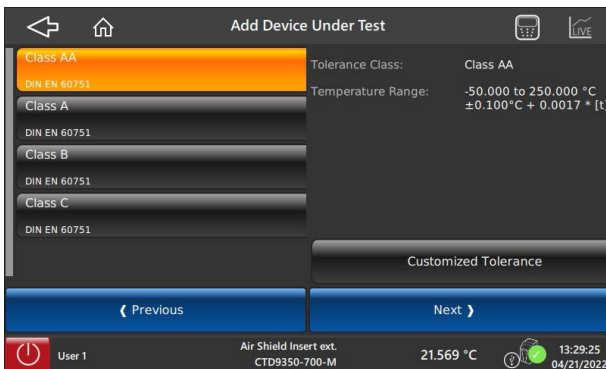 Add Device Under Test
LIVE
Class AA
DIN EN 60751
Class A
DIN EN 60751
Class B
DIN EN 60751
Class C
DIN EN 60751
Tolerance Class: Class AA
Temperature Range: -50.000 to 250.000 °C
±0.100°C + 0.0017 * [t]
Customized Tolerance
❰ Previous
Next ❱
User 1
Air Shield Insert ext.
CTD9350-700-M
21.569 °C
13:29:25
04/21/2022